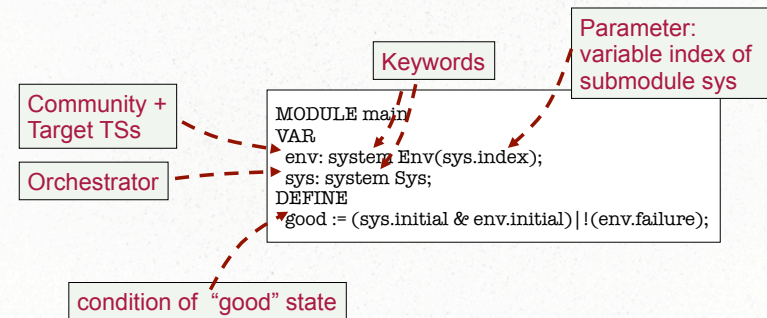 Parameter:
variable index of
submodule sys
Keywords
Community +
Target TSs
Orchestrator
MODULE main
VAR
env: system Env(sys.index);
sys: system Sys;
DEFINE
good := (sys.initial & env.initial)|!(env.failure);
condition of “good” state